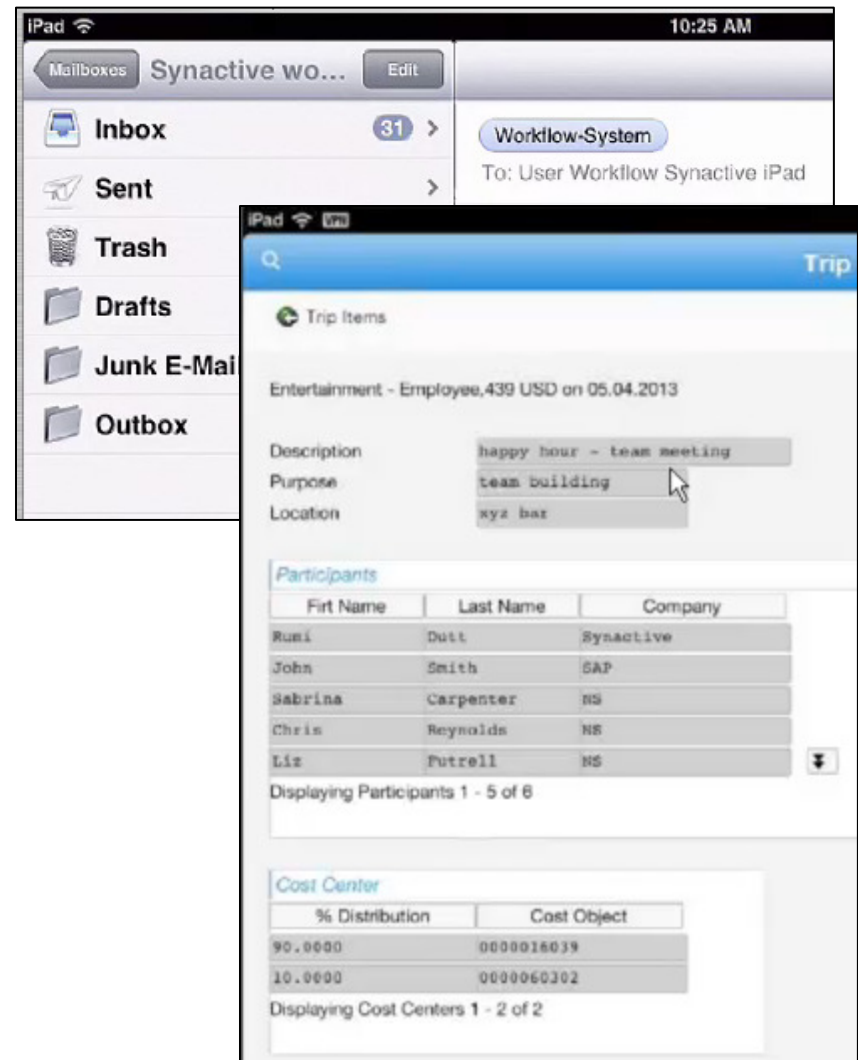 iPad
10:25 AM
Mailboxes
Synactive wo...
Edit
Inbox
31
Sent
Trash
Drafts
Junk E-Mai
Outbox
Workflow-System
To: User Workflow Synactive iPad
iPad VPN
Trip
Trip Items
Entertainment - Employee,439 USD on 05.04.2013
Description happy hour - team meeting
Purpose team building
Location xyz bar
Participants
Firt Name Last Name Company
Rumi Dutt Synactive
John Smith SAP
Sabrina Carpenter NS
Chris Reynolds NS
Liz Putrell NS
Displaying Participants 1 - 5 of 6
Cost Center
% Distribution Cost Object
90.0000 0000016039
10.0000 0000060302
Displaying Cost Centers 1 - 2 of 2